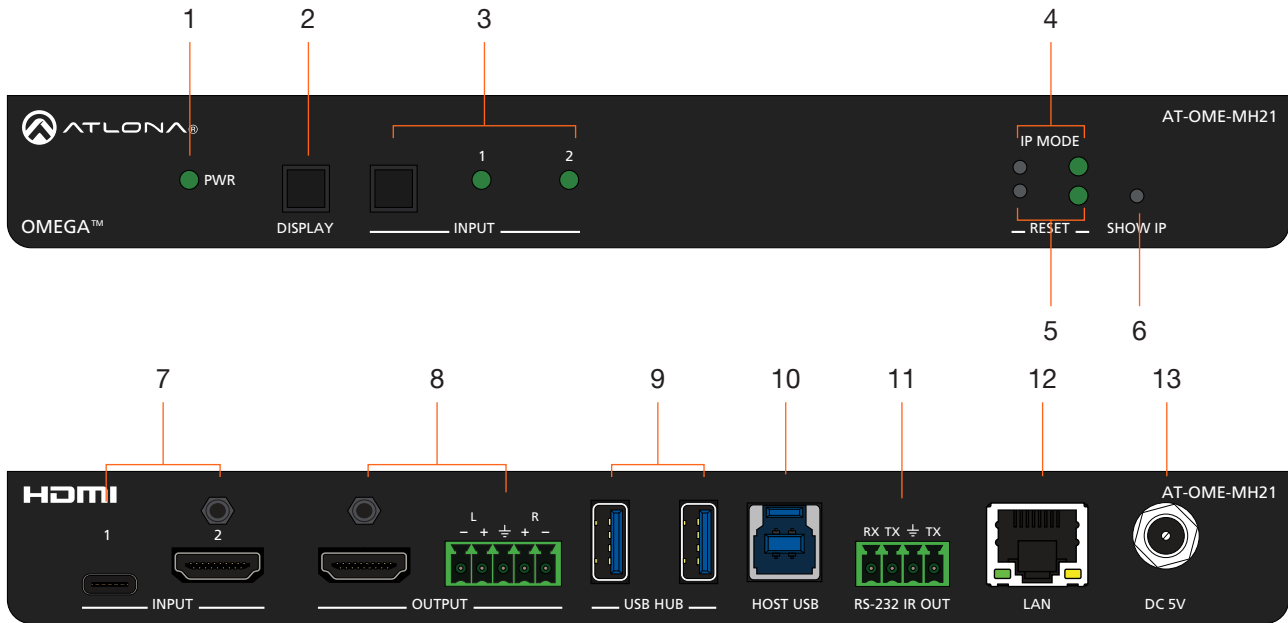 1 2 3 4
ATLONA®
AT-OME-MH21
IP MODE
1 2
PWR
OMEGA™
DISPLAY
INPUT
RESET
SHOW IP
5 6
7 8 9 10 11 12 13
HDMI
AT-OME-MH21
1 2
L R
− + + −
RX TX TX
INPUT
OUTPUT
USB HUB
HOST USB
RS-232 IR OUT
LAN
DC 5V